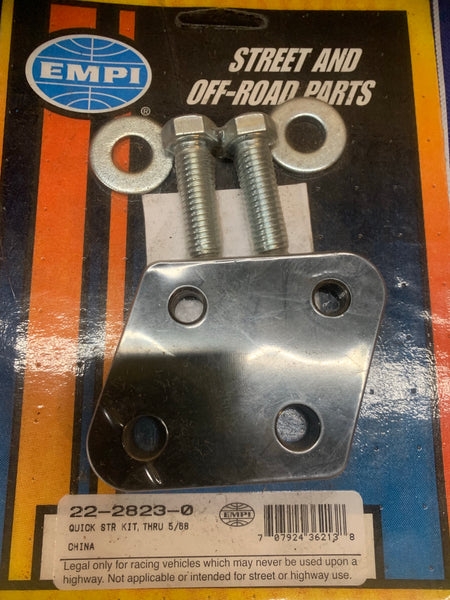 EMPI
®
STREET AND
OFF-ROAD PARTS
22-2823-0
EMPI
QUICK STR KIT, THRU 5/68
7 07924 36213 8
CHINA
Legal only for racing vehicles which may never be used upon a
highway. Not applicable or intended for street or highway use.